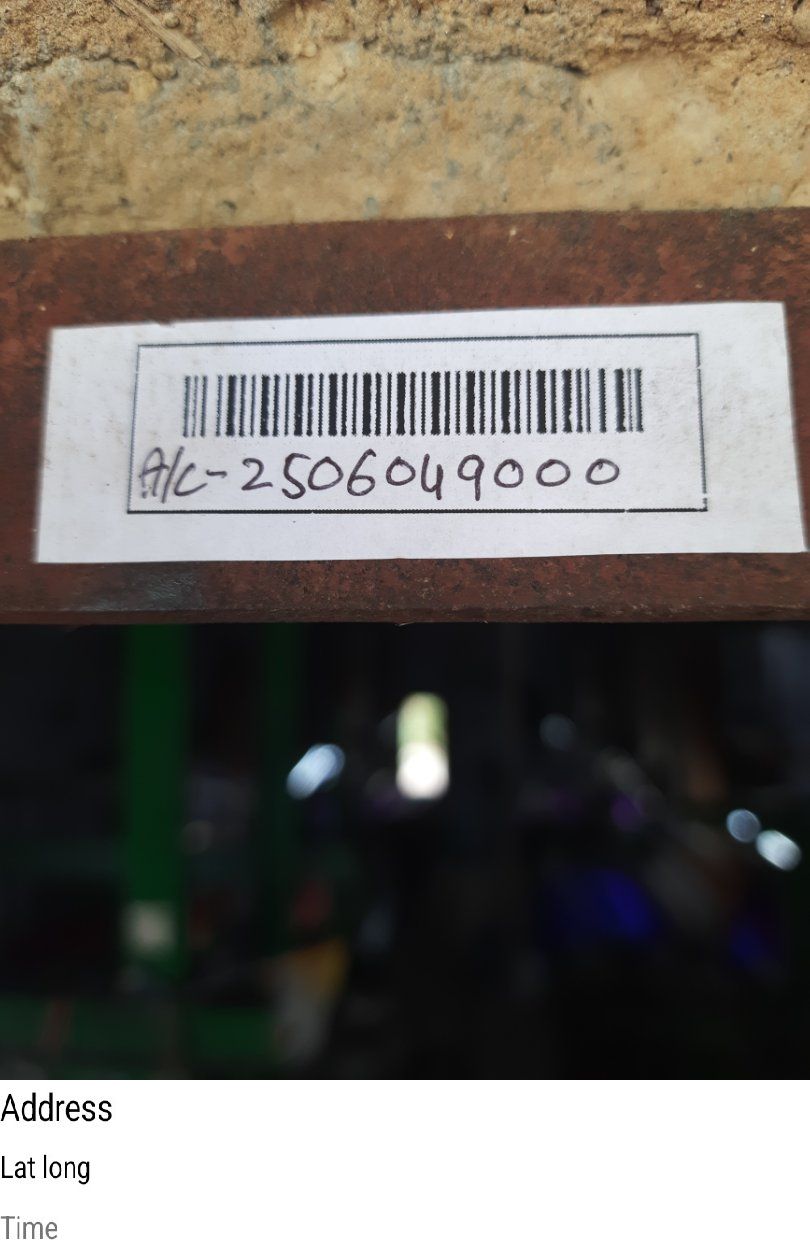 A/C-2506049000
Address
Lat long
Time